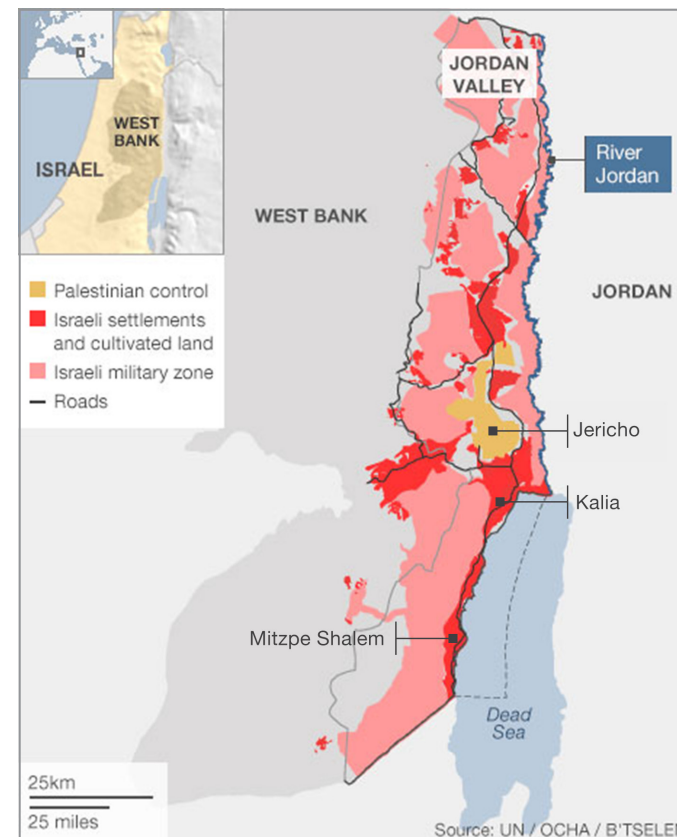 WEST
BANK
ISRAEL
JORDAN
VALLEY
River
Jordan
WEST BANK
JORDAN
Palestinian control
Israeli settlements
and cultivated land
Israeli military zone
Roads
Jericho
Kalia
Mitzpe Shalem
Dead
Sea
25km
25 miles
Source: UN / OCHA / B'TSELE